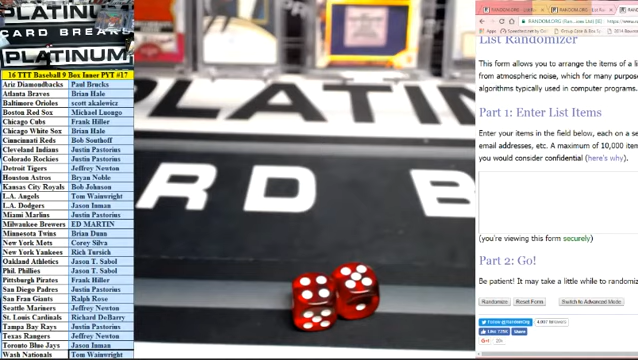 PLATINUM
CARD BREAKS
PLATINUM
16 TTT Baseball 9 Box Inner PYT #17
Ariz Diamondbacks Paul Brucks
Atlanta Braves Brian Hale
Baltimore Orioles scott akalewicz
Boston Red Sox Michael Luongo
Chicago Cubs Frank Hiller
Chicago White Sox Brian Hale
Cinncinnati Reds Bob Southoff
Cleveland Indians Justin Pastorius
Colorado Rockies Justin Pastorius
Detroit Tigers Jeffrey Newton
Houston Astros Bryan Noble
Kansas City Royals Bob Johnson
L.A. Angels Tom Wainwright
L.A. Dodgers Jason Inman
Miami Marlins Justin Pastorius
Milwaukee Brewers ED MARTIN
Minnesota Twins Brian Dunn
New York Mets Corey Silva
New York Yankees Rich Tursich
Oakland Athletics Jason T. Sabol
Phil. Phillies Jason T. Sabol
Pittsburgh Pirates Frank Hiller
San Diego Padres Justin Pastorius
San Fran Giants Ralph Rose
Seattle Mariners Jeffrey Newton
St. Louis Cardinals Richard DeBarry
Tampa Bay Rays Justin Pastorius
Texas Rangers Jeffrey Newton
Toronto Blue Jays Jason Inman
Wash Nationals Tom Wainwright
PLATIN
RD B
List Randomizer
This form allows you to arrange the items of a li
from atmospheric noise, which for many purpos
algorithms typically used in computer programs.
Part 1: Enter List Items
Enter your items in the field below, each on a se
email addresses, etc. A maximum of 10,000 item
you would consider confidential (here's why).
(you're viewing this form securely)
Part 2: Go!
Be patient! It may take a little while to randomiz
Randomize Reset Form Switch to Advanced Mode